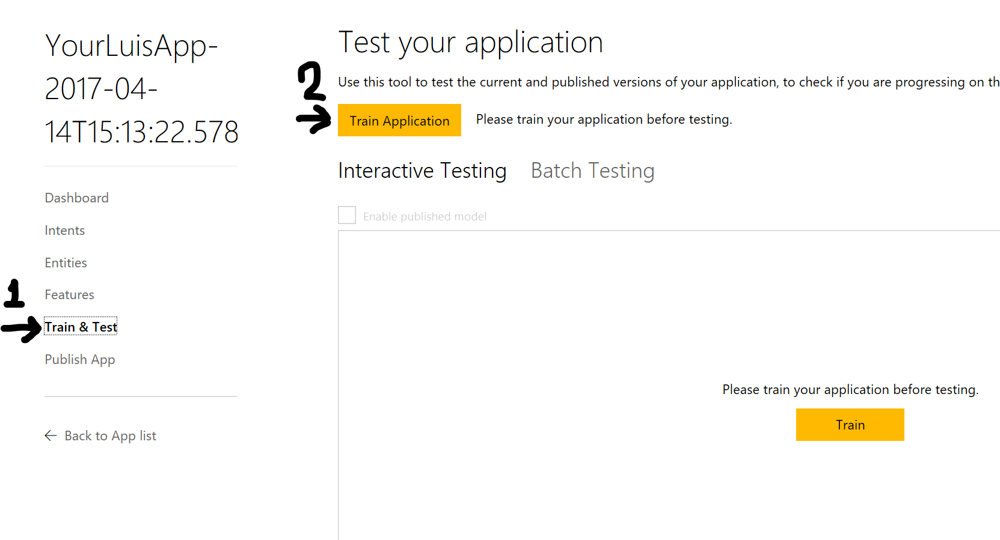 YourLuisApp-
2017-04-
14T15:13:22.578
Dashboard
Intents
Entities
1
Features
Train & Test
Publish App
Back to App list
Test your application
2
Use this tool to test the current and published versions of your application, to check if you are progressing on th
Train Application
Please train your application before testing.
Interactive Testing
Batch Testing
Enable published model
Please train your application before testing.
Train